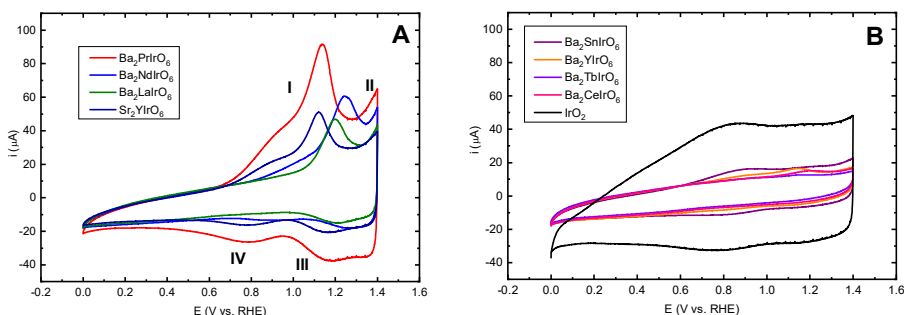 A
Ba₂PrIrO₆
Ba₂NdIrO₆
Ba₂LaIrO₆
Sr₂YIrO₆
I
II
III
IV
100
80
60
40
20
0
-20
-40
-0.2 0.0 0.2 0.4 0.6 0.8 1.0 1.2 1.4 1.6
i (μA)
E (V vs. RHE)
B
Ba₂SnIrO₆
Ba₂YIrO₆
Ba₂TbIrO₆
Ba₂CeIrO₆
IrO₂
100
80
60
40
20
0
-20
-40
-0.2 0.0 0.2 0.4 0.6 0.8 1.0 1.2 1.4 1.6
i (μA)
E (V vs. RHE)